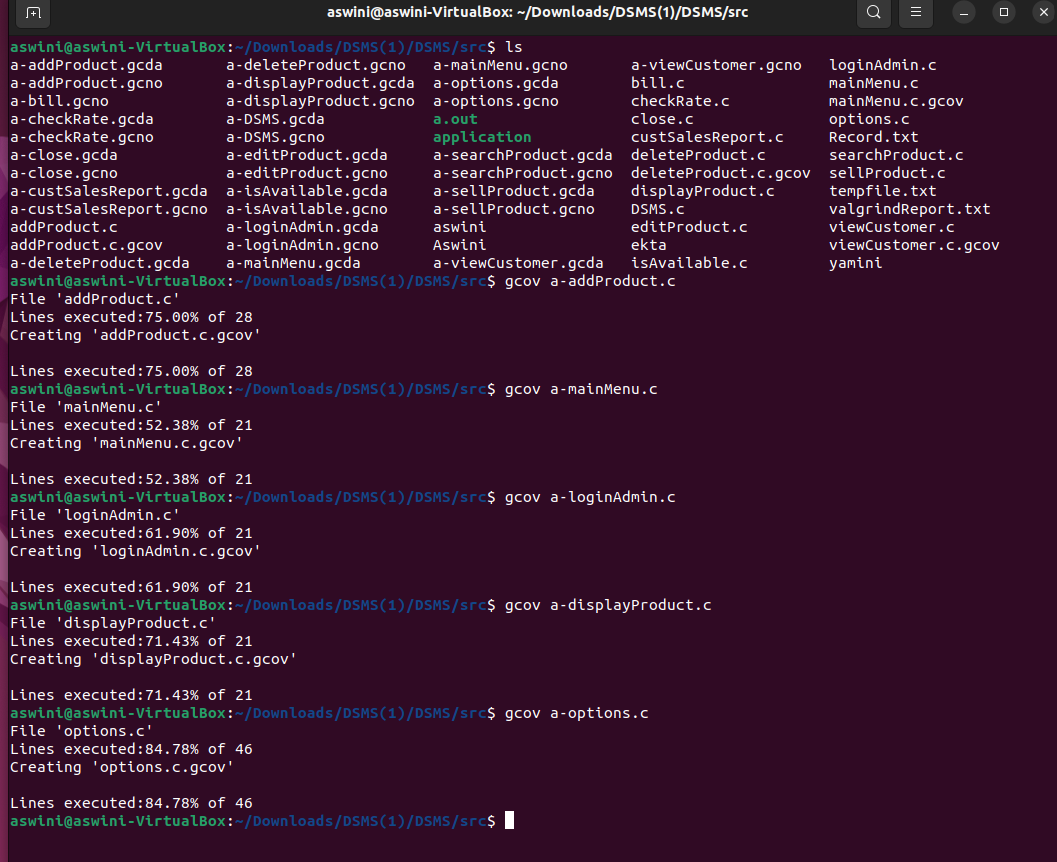 aswini@aswini-VirtualBox: ~/Downloads/DSMS(1)/DSMS/src
aswini@aswini-VirtualBox:~/Downloads/DSMS(1)/DSMS/src$ ls
a-addProduct.gcda a-deleteProduct.gcno a-mainMenu.gcno a-viewCustomer.gcno loginAdmin.c
a-addProduct.gcno a-displayProduct.gcda a-options.gcda bill.c mainMenu.c
a-bill.gcno a-displayProduct.gcno a-options.gcno checkRate.c mainMenu.c.gcov
a-checkRate.gcda a-DSMS.gcda a.out close.c options.c
a-checkRate.gcno a-DSMS.gcno application custSalesReport.c Record.txt
a-close.gcda a-editProduct.gcda a-searchProduct.gcda deleteProduct.c searchProduct.c
a-close.gcno a-editProduct.gcno a-searchProduct.gcno deleteProduct.c.gcov sellProduct.c
a-custSalesReport.gcda a-isAvailable.gcda a-sellProduct.gcda displayProduct.c tempfile.txt
a-custSalesReport.gcno a-isAvailable.gcno a-sellProduct.gcno DSMS.c valgrindReport.txt
addProduct.c a-loginAdmin.gcda aswini editProduct.c viewCustomer.c
addProduct.c.gcov a-loginAdmin.gcno Aswini ekta viewCustomer.c.gcov
a-deleteProduct.gcda a-mainMenu.gcda a-viewCustomer.gcda isAvailable.c yamini
aswini@aswini-VirtualBox:~/Downloads/DSMS(1)/DSMS/src$ gcov a-addProduct.c
File 'addProduct.c'
Lines executed:75.00% of 28
Creating 'addProduct.c.gcov'
Lines executed:75.00% of 28
aswini@aswini-VirtualBox:~/Downloads/DSMS(1)/DSMS/src$ gcov a-mainMenu.c
File 'mainMenu.c'
Lines executed:52.38% of 21
Creating 'mainMenu.c.gcov'
Lines executed:52.38% of 21
aswini@aswini-VirtualBox:~/Downloads/DSMS(1)/DSMS/src$ gcov a-loginAdmin.c
File 'loginAdmin.c'
Lines executed:61.90% of 21
Creating 'loginAdmin.c.gcov'
Lines executed:61.90% of 21
aswini@aswini-VirtualBox:~/Downloads/DSMS(1)/DSMS/src$ gcov a-displayProduct.c
File 'displayProduct.c'
Lines executed:71.43% of 21
Creating 'displayProduct.c.gcov'
Lines executed:71.43% of 21
aswini@aswini-VirtualBox:~/Downloads/DSMS(1)/DSMS/src$ gcov a-options.c
File 'options.c'
Lines executed:84.78% of 46
Creating 'options.c.gcov'
Lines executed:84.78% of 46
aswini@aswini-VirtualBox:~/Downloads/DSMS(1)/DSMS/src$